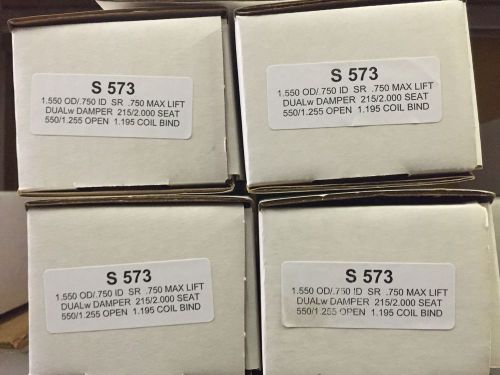 S 573
1.550 OD/.750 ID SR .750 MAX LIFT
DUALw DAMPER 215/2.000 SEAT
550/1.255 OPEN 1.195 COIL BIND
S 573
1.550 OD/.750 ID SR .750 MAX LIFT
DUALw DAMPER 215/2.000 SEAT
550/1.255 OPEN 1.195 COIL BIND
S 573
1.550 OD/.750 ID SR .750 MAX LIFT
DUALw DAMPER 215/2.000 SEAT
550/1.255 OPEN 1.195 COIL BIND
S 573
1.550 OD/.750 ID SR .750 MAX LIFT
DUALw DAMPER 215/2.000 SEAT
550/1.255 OPEN 1.195 COIL BIND